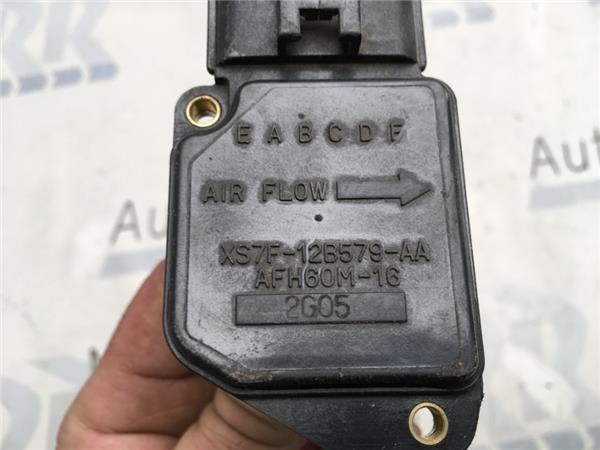 E A B C D F
AIR FLOW
XS7F-12B579-AA
AFH60M-16
2G05